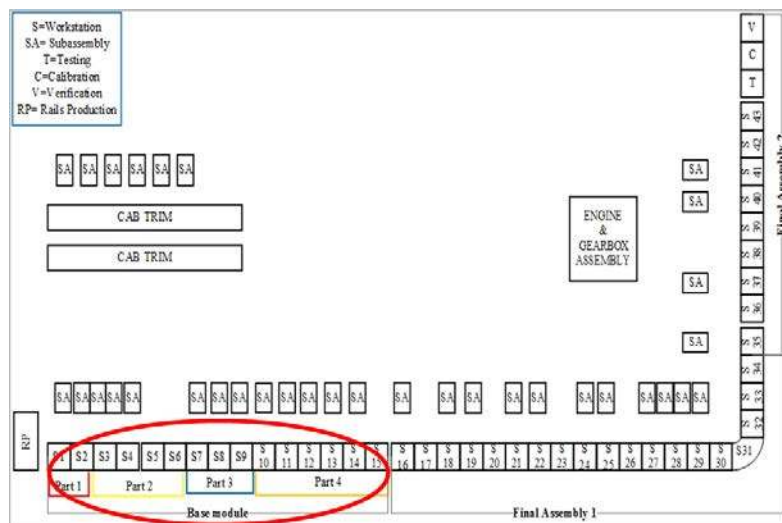 S=Workstation
SA= Subassembly
T=Testing
C=Calibration
V=Verification
RP= Rails Production
V
C
T
S 43
S 42
S 41
S 40
S 39
S 38
S 37
S 36
S 35
S 34
S 33
S 32
Final Assembly 2
SA SA SA SA SA SA
CAB TRIM
CAB TRIM
ENGINE
&
GEARBOX
ASSEMBLY
SA
SA
SA
SA
SA SA SA SA SA SA SA SA SA SA SA SA SA SA SA SA SA SA SA SA SA SA SA SA
RP
S1 S2 S3 S4 S5 S6 S7 S8 S9 S 10 S 11 S 12 S 13 S 14 S 15 S 16 S 17 S 18 S 19 S 20 S 21 S 22 S 23 S 24 S 25 S 26 S 27 S 28 S 29 S 30 S31
Part 1 Part 2 Part 3 Part 4
Base module Final Assembly 1